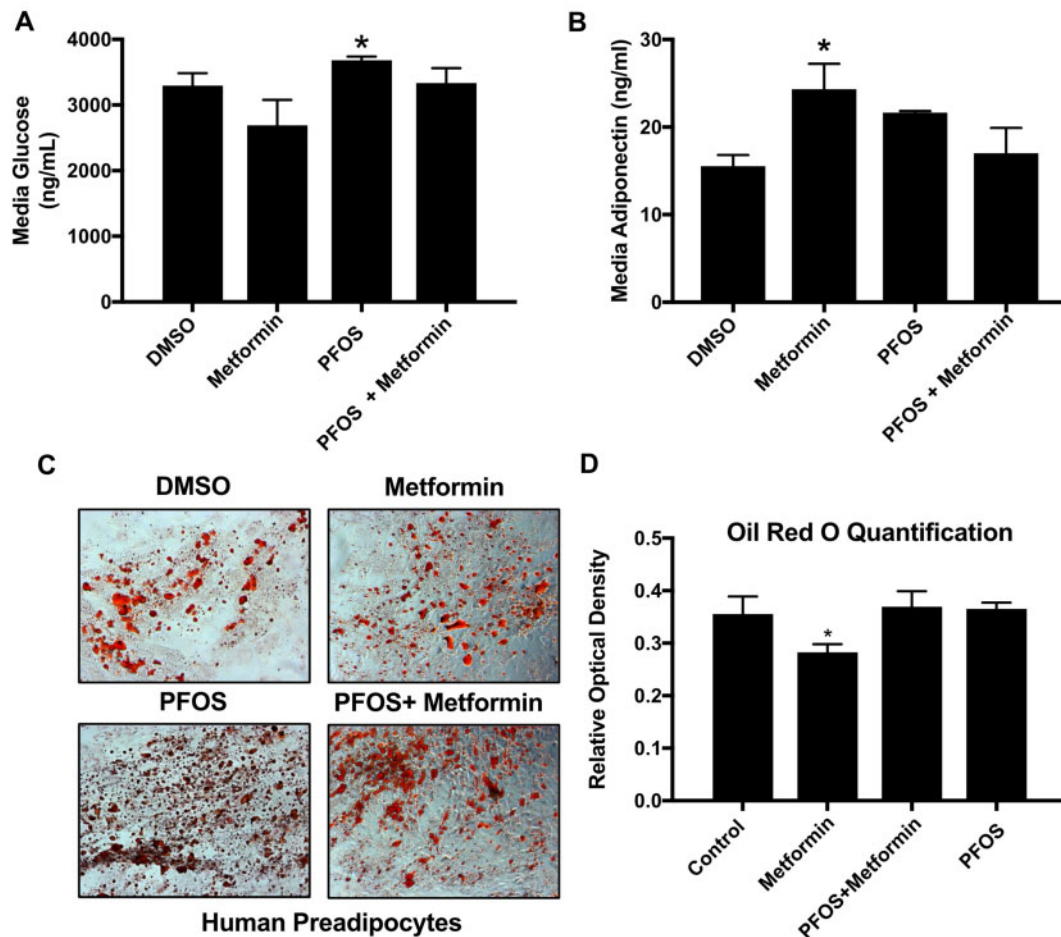 A
Media Glucose
(ng/mL)
4000
3000
2000
1000
0
*
DMSO
Metformin
PFOS
PFOS + Metformin
B
Media Adiponectin (ng/ml)
30
20
10
0
*
DMSO
Metformin
PFOS
PFOS + Metformin
C
DMSO
Metformin
PFOS
PFOS+ Metformin
Human Preadipocytes
D
Oil Red O Quantification
Relative Optical Density
0.5
0.4
0.3
0.2
0.1
0.0
*
Control
Metformin
PFOS+Metformin
PFOS